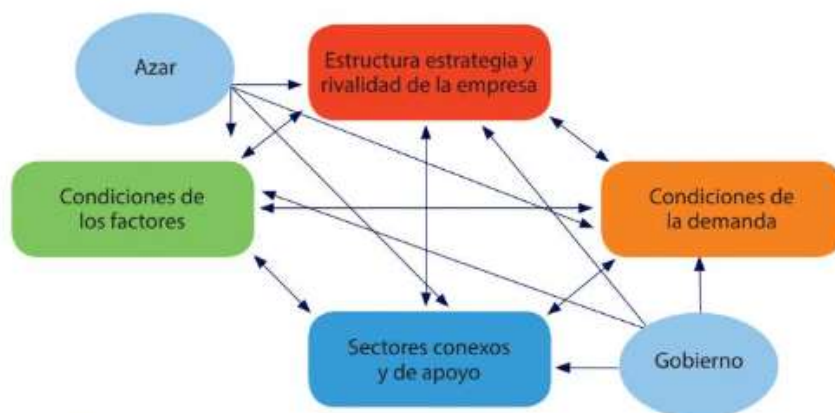 Azar
Estructura estrategia y
rivalidad de la empresa
Condiciones de
los factores
Condiciones de
la demanda
Sectores conexos
y de apoyo
Gobierno